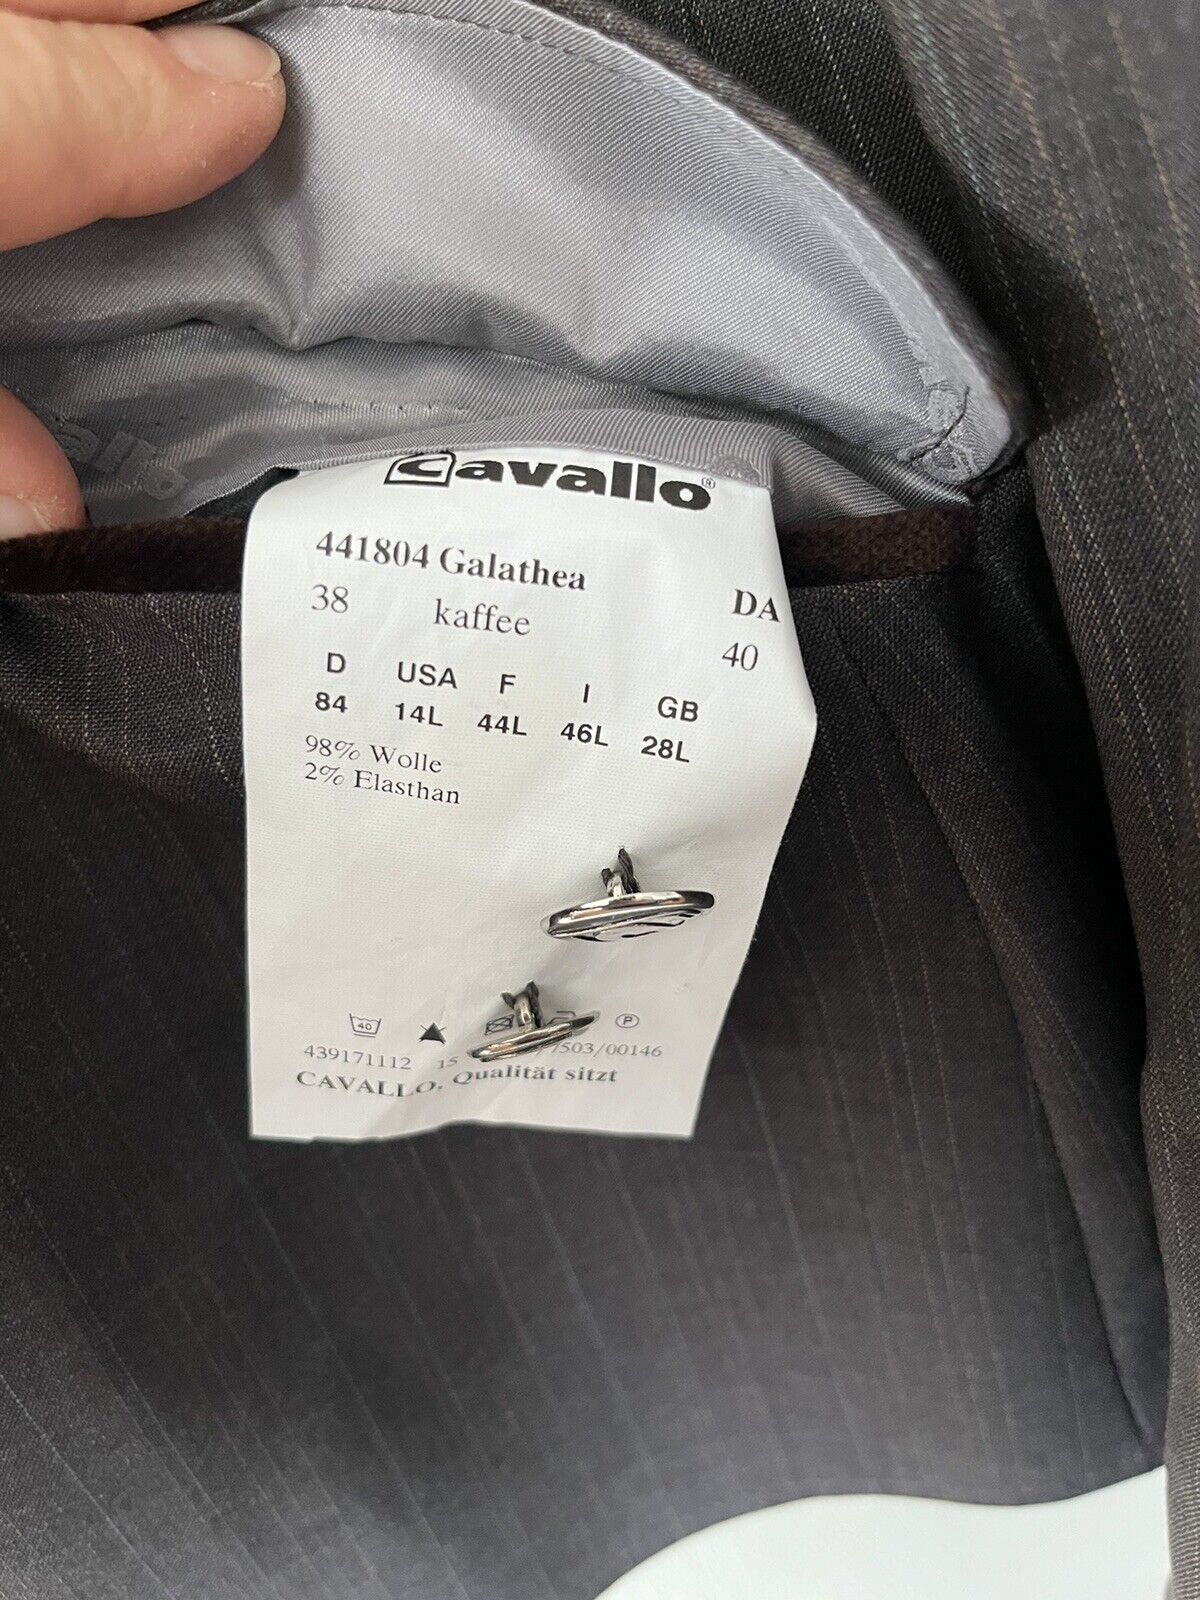 Cavallo®
441804 Galathea DA
38 kaffee 40
D USA F I GB
84 14L 44L 46L 28L
98% Wolle
2% Elasthan
40 P
439171112 15 /503/00146
CAVALLO. Qualität sitzt